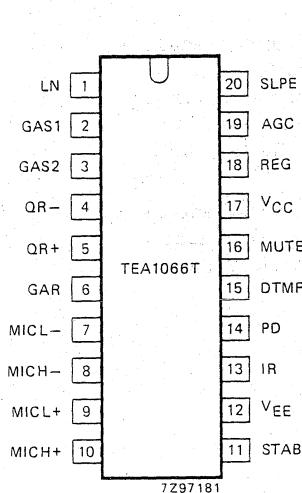 LN 1 20 SLPE
GAS1 2 19 AGC
GAS2 3 18 REG
QR− 4 17 VCC
QR+ 5 16 MUTE
TEA1066T
GAR 6 15 DTMF
MICL− 7 14 PD
MICH− 8 13 IR
MICL+ 9 12 VEE
MICH+ 10 11 STAB
7Z97181